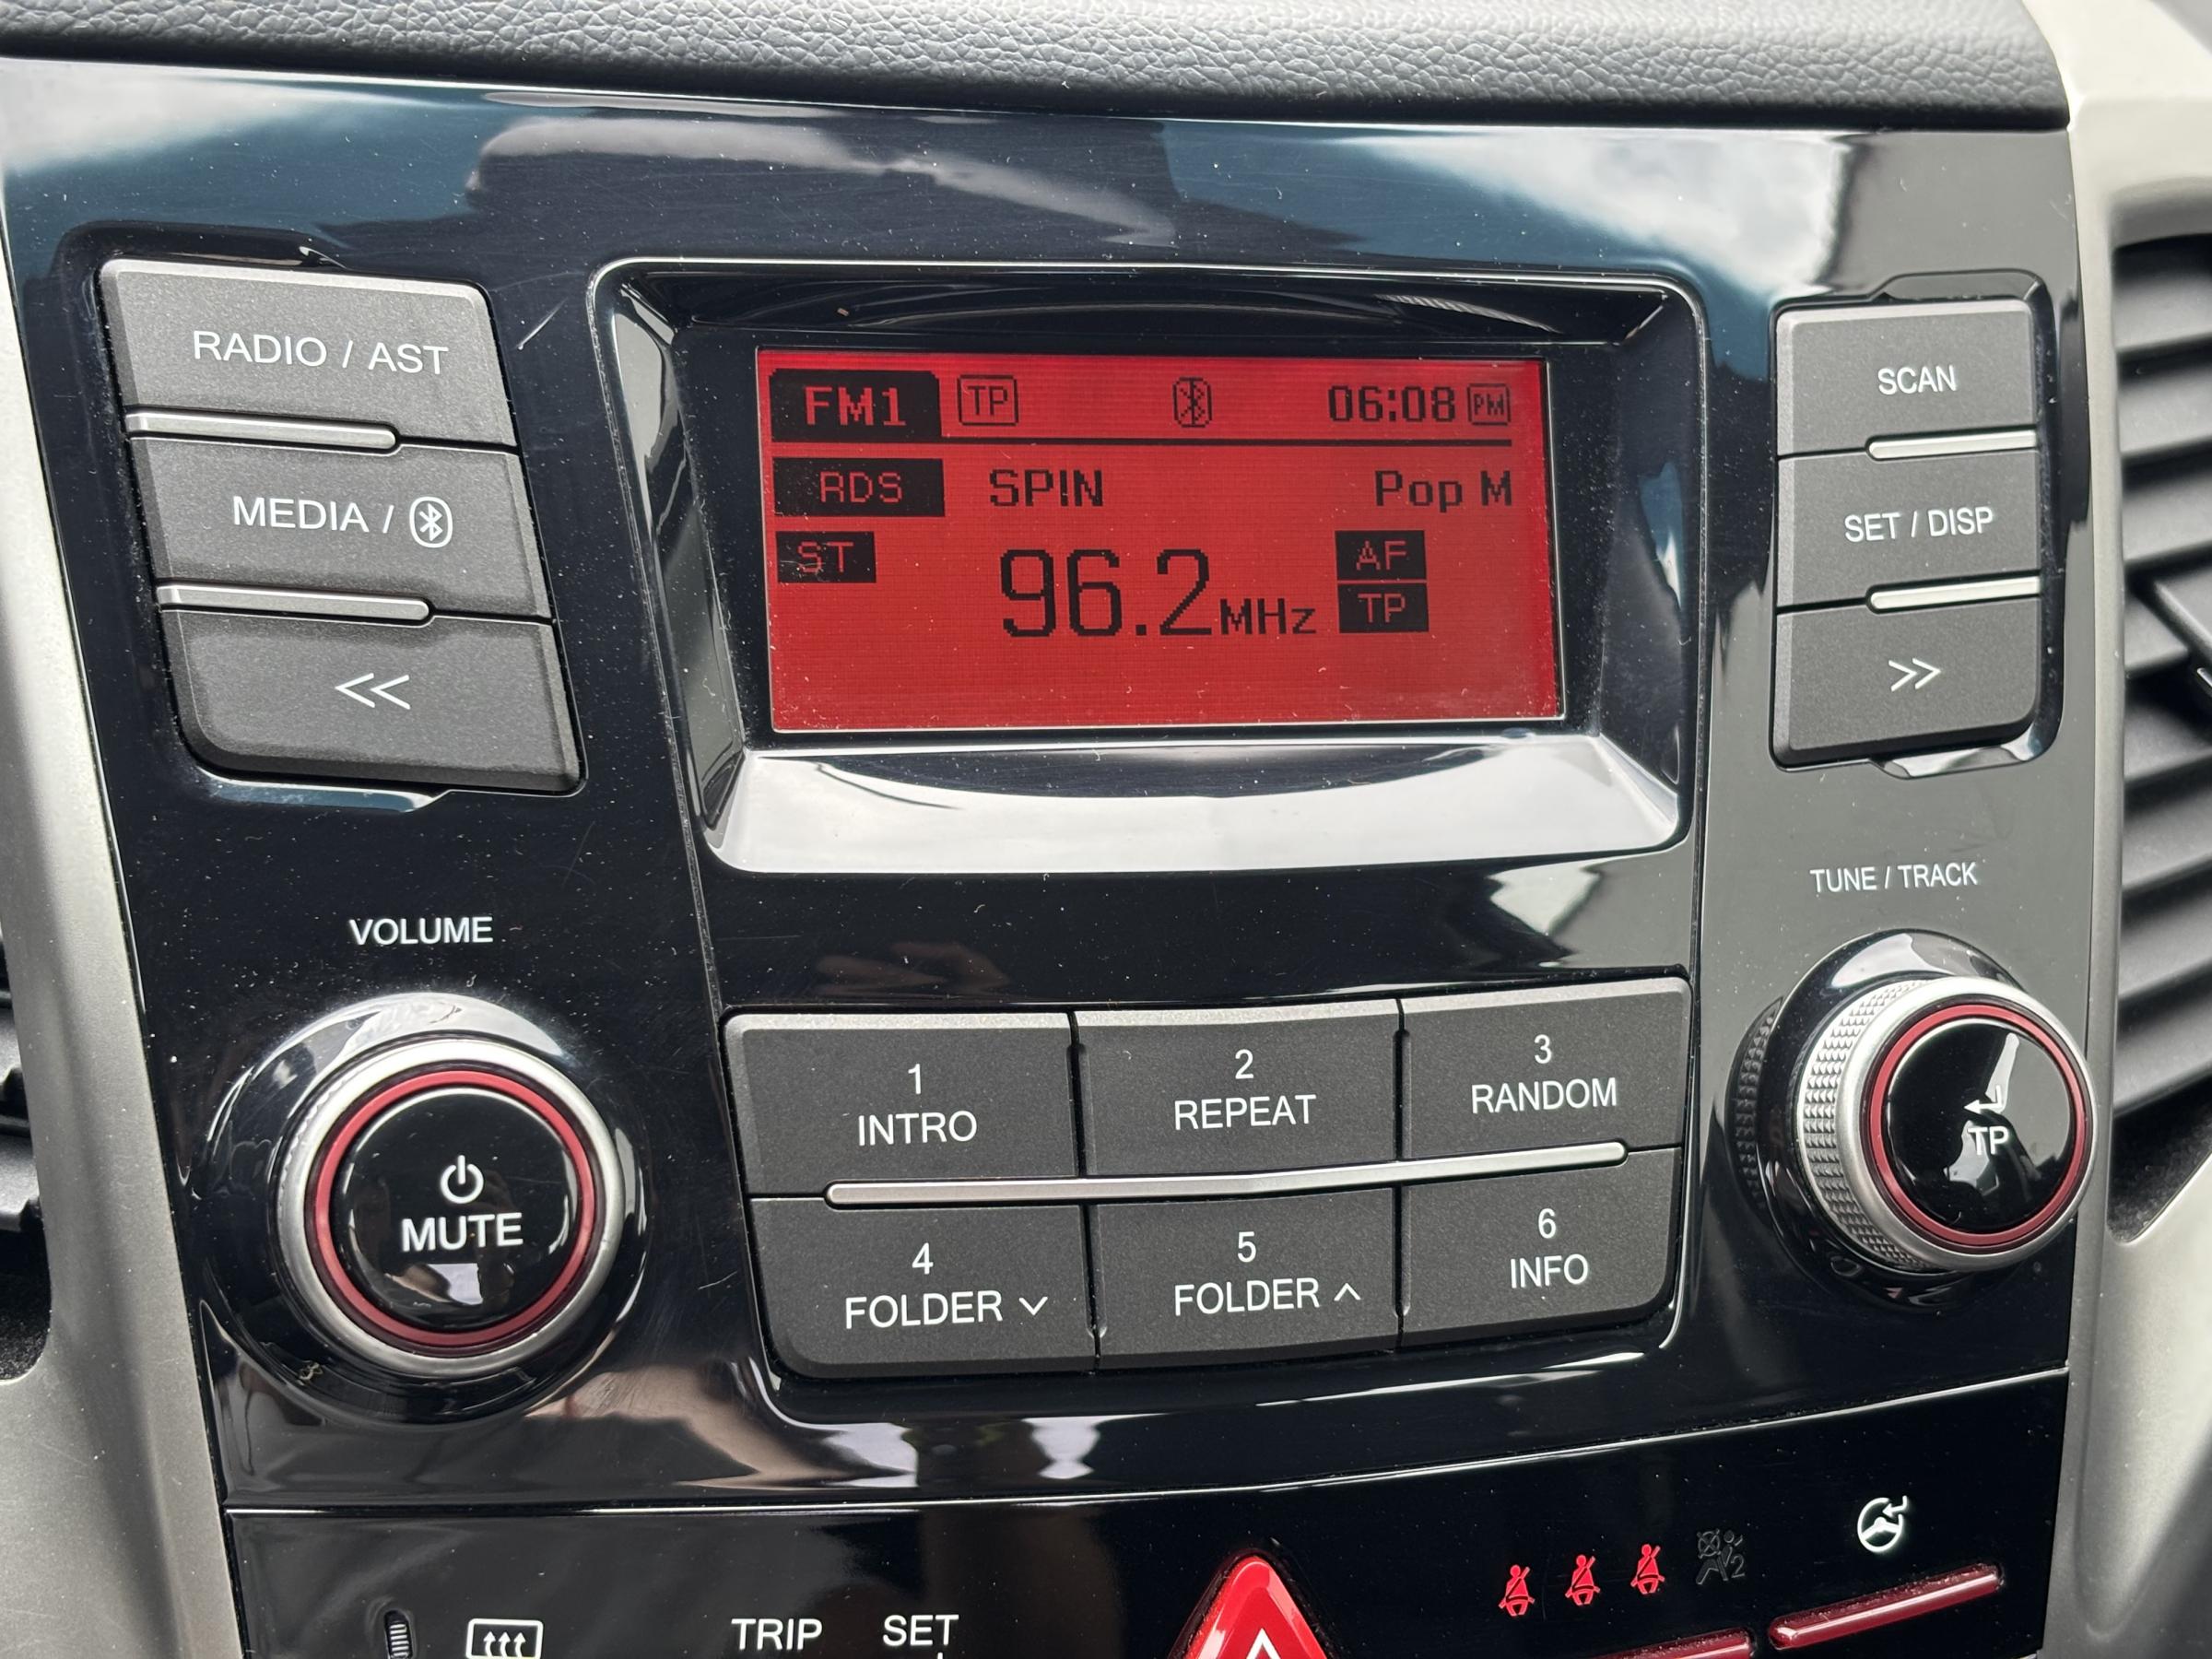 RADIO / AST
MEDIA /
<<
FM1 TP 06:08 PM
RDS SPIN Pop M
ST 96.2 MHz AF
TP
SCAN
SET / DISP
>>
VOLUME
TUNE / TRACK
MUTE
1
INTRO
2
REPEAT
3
RANDOM
4
FOLDER
5
FOLDER
6
INFO
TP
TRIP SET
2